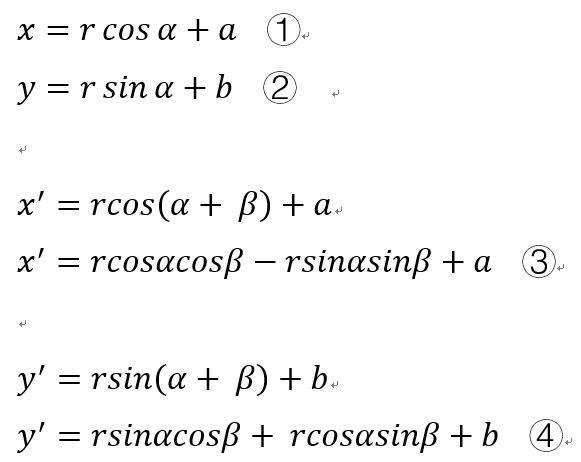 x = r cos α + a ①
y = r sin α + b ②
x′ = rcos(α + β) + a
x′ = rcosαcosβ − rsinαsinβ + a ③
y′ = rsin(α + β) + b
y′ = rsinαcosβ + rcosαsinβ + b ④